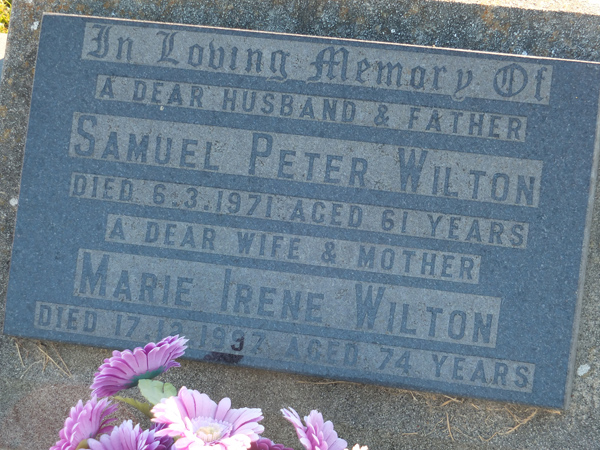 In Loving Memory Of
A DEAR HUSBAND & FATHER
SAMUEL PETER WILTON
DIED 6.3.1971 AGED 61 YEARS
A DEAR WIFE & MOTHER
MARIE IRENE WILTON
DIED AGED 74 YEARS